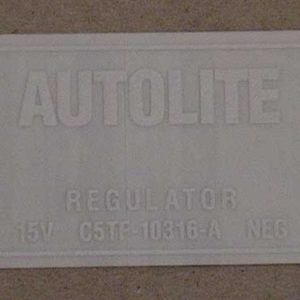 AUTOLITE
REGULATOR
15V C5TF-10316-A NEG